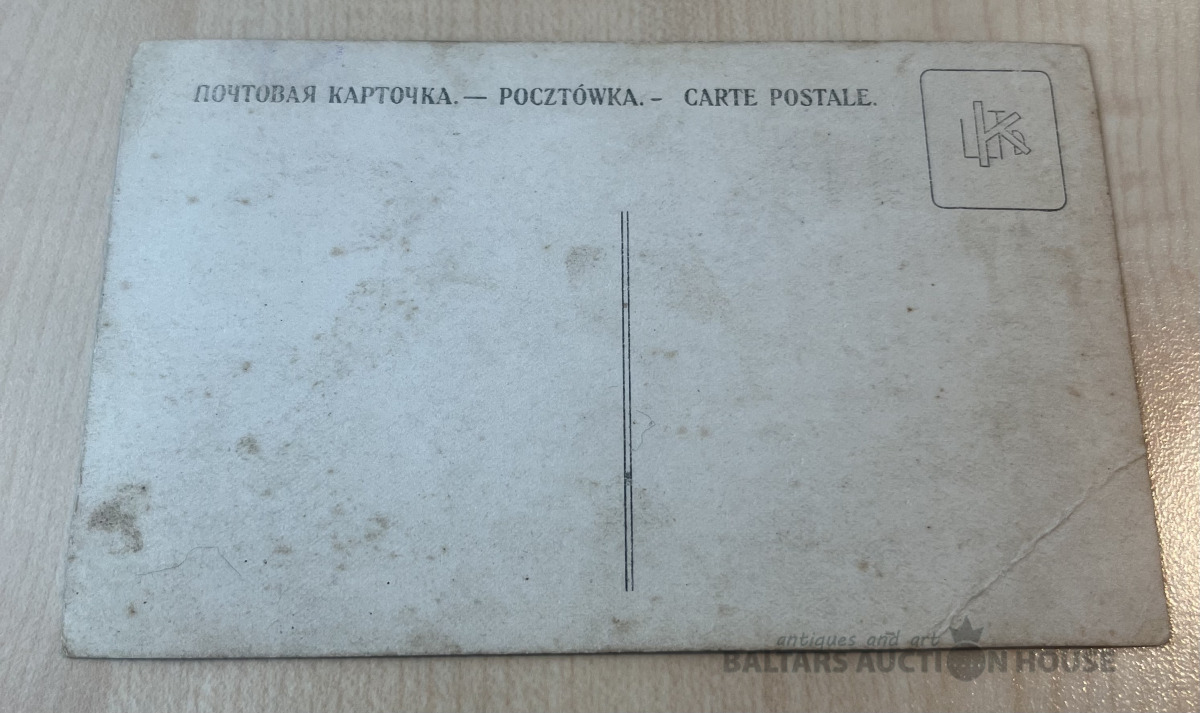 ПОЧТОВАЯ КАРТОЧКА. — POCZTÓWKA. - CARTE POSTALE.
antiques and art
BALTARS AUCTION HOUSE